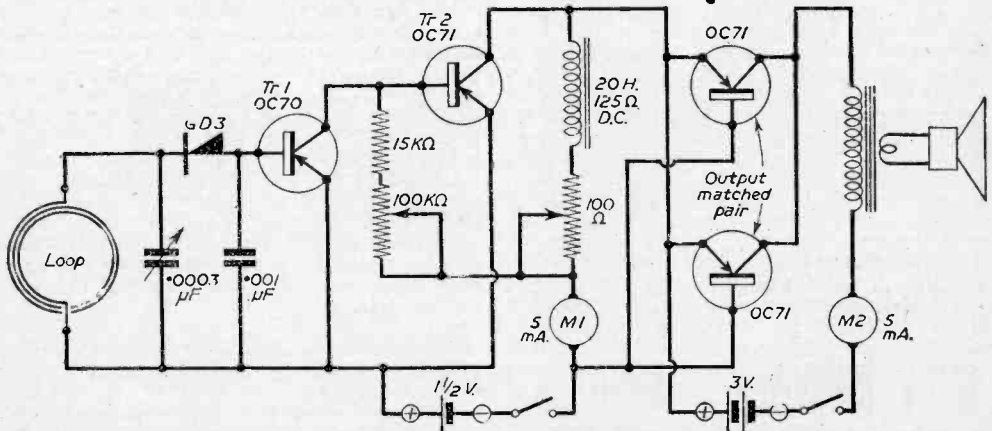 Tr 2
OC71
Tr 1
OC70
GD3
15KΩ
100KΩ
20 H.
125Ω
D.C.
100
Ω
OC71
Output
matched
pair
OC71
Loop
·0003
µF
·001
µF
5
mA.
M1
M2
5
mA.
1½ V.
+
−
3V.
+
−